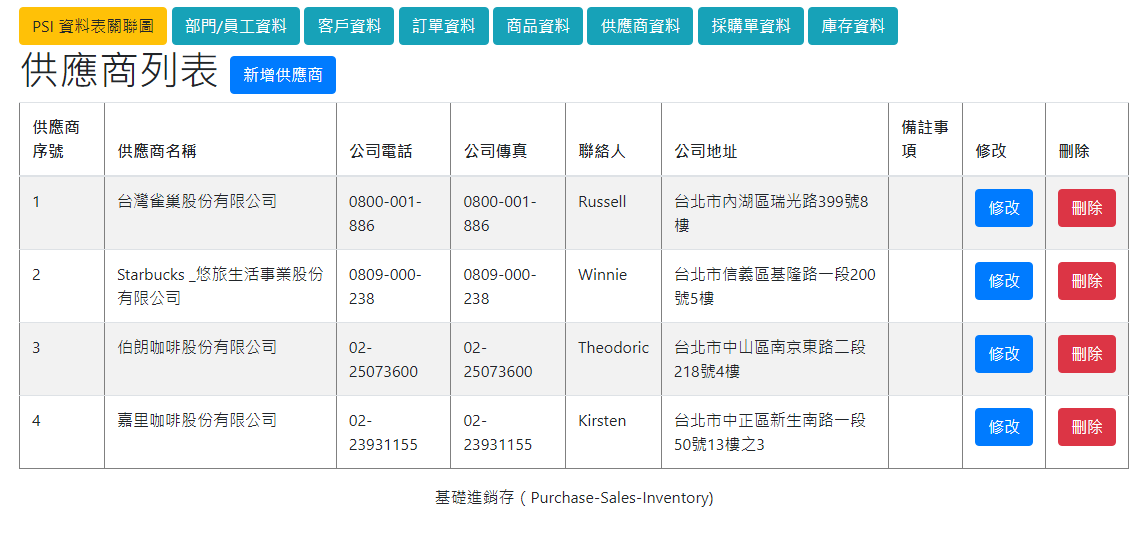 PSI 資料表關聯圖 部門/員工資料 客戶資料 訂單資料 商品資料 供應商資料 採購單資料 庫存資料
供應商列表 新增供應商
供應商
序號 供應商名稱 公司電話 公司傳真 聯絡人 公司地址 備註事
項 修改 刪除
1 台灣雀巢股份有限公司 0800-001-
886 0800-001-
886 Russell 台北市內湖區瑞光路399號8
樓 修改 刪除
2 Starbucks _悠旅生活事業股份
有限公司 0809-000-
238 0809-000-
238 Winnie 台北市信義區基隆路一段200
號5樓 修改 刪除
3 伯朗咖啡股份有限公司 02-
25073600 02-
25073600 Theodoric 台北市中山區南京東路二段
218號4樓 修改 刪除
4 嘉里咖啡股份有限公司 02-
23931155 02-
23931155 Kirsten 台北市中正區新生南路一段
50號13樓之3 修改 刪除
基礎進銷存（Purchase-Sales-Inventory)